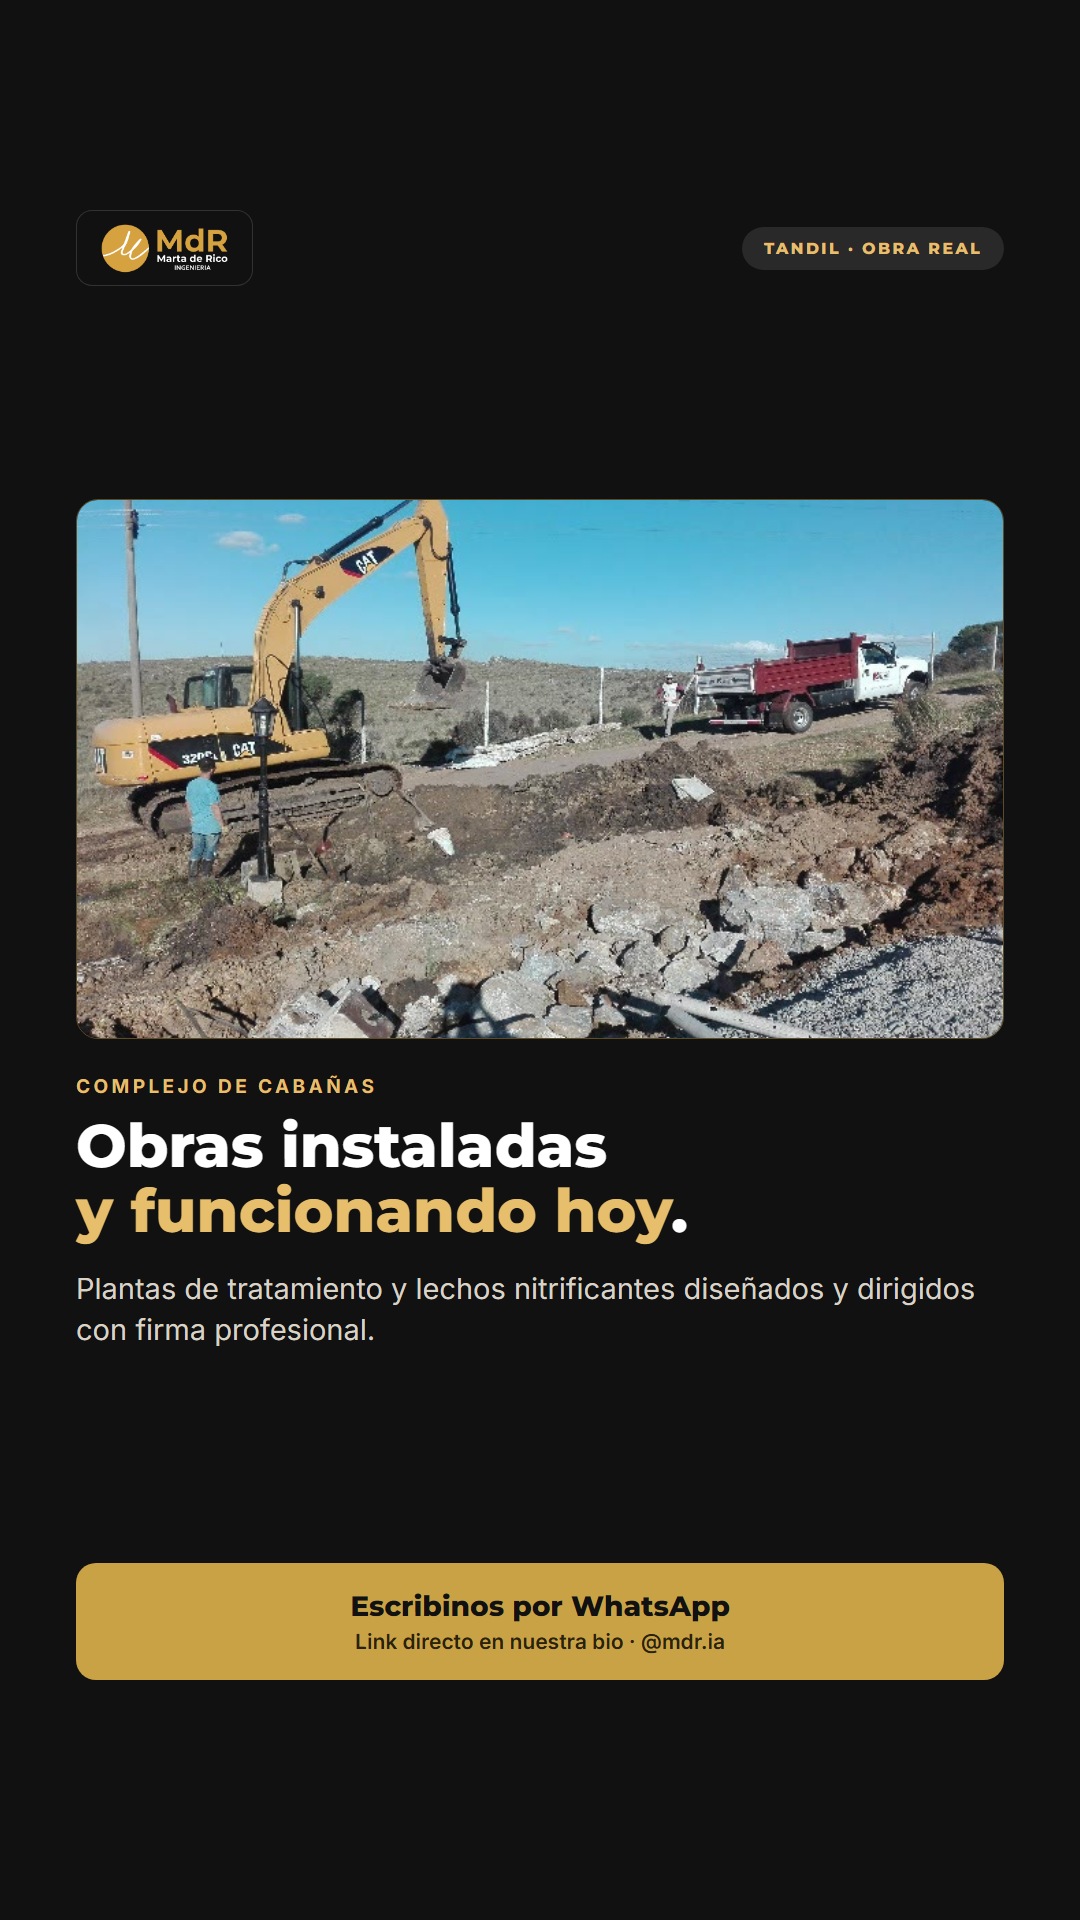 MdR
Marta de Rico
INGENIERIA
TANDIL · OBRA REAL
CAT
CAT
COMPLEJO DE CABAÑAS
Obras instaladas
y funcionando hoy.
Plantas de tratamiento y lechos nitrificantes diseñados y dirigidos
con firma profesional.
Escribinos por WhatsApp
Link directo en nuestra bio · @mdr.ia